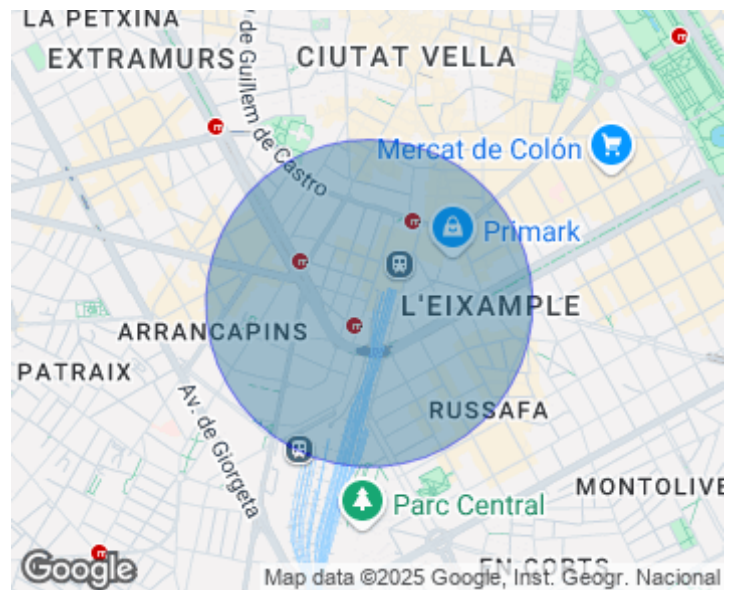 LA PETXINA
EXTRAMURS
CIUTAT VELLA
de Guillem de Castro
Mercat de Colón
Primark
L'EIXAMPLE
ARRANCAPINS
PATRAIX
RUSSAFA
Av. de Giorgeta
MONTOLIVE
Parc Central
EN CORTS
Google
Map data ©2025 Google, Inst. Geogr. Nacional